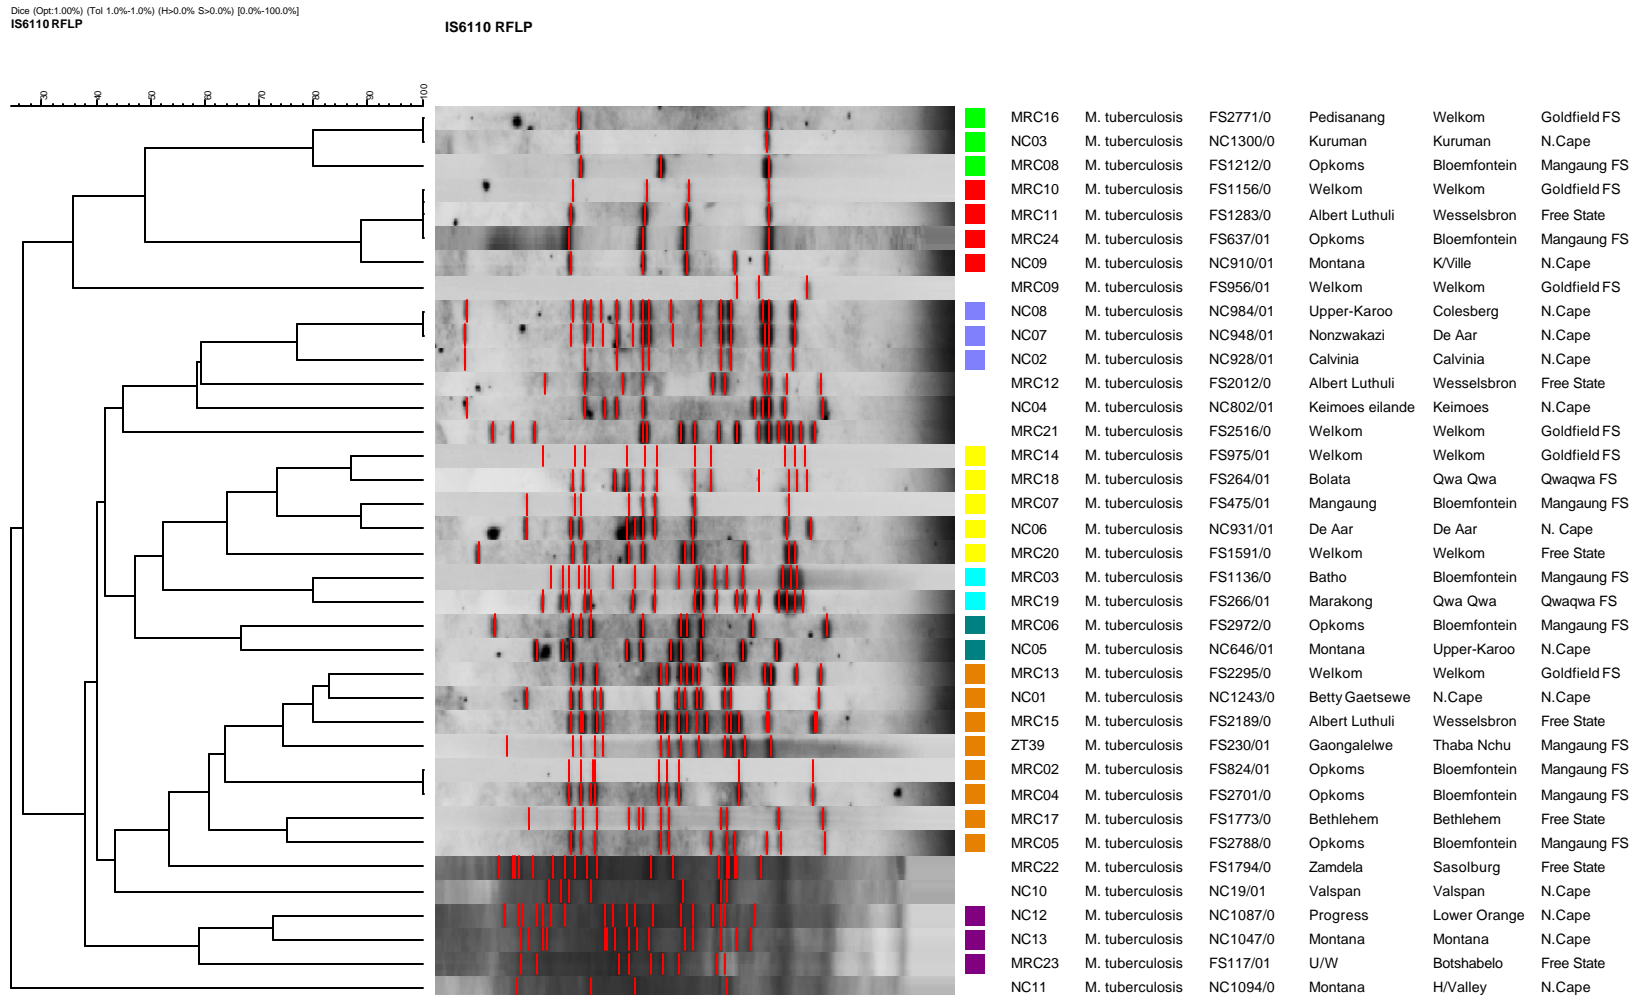 Dice (Opt:1.00%) (Tol 1.0%-1.0%) (H>0.0% S>0.0%) [0.0%-100.0%]
IS6110 RFLP
IS6110 RFLP
30 40 50 60 70 80 90 100
MRC16 M. tuberculosis FS2771/0 Pedisanang Welkom Goldfield FS
NC03 M. tuberculosis NC1300/0 Kuruman Kuruman N.Cape
MRC08 M. tuberculosis FS1212/0 Opkoms Bloemfontein Mangaung FS
MRC10 M. tuberculosis FS1156/0 Welkom Welkom Goldfield FS
MRC11 M. tuberculosis FS1283/0 Albert Luthuli Wesselsbron Free State
MRC24 M. tuberculosis FS637/01 Opkoms Bloemfontein Mangaung FS
NC09 M. tuberculosis NC910/01 Montana K/Ville N.Cape
MRC09 M. tuberculosis FS956/01 Welkom Welkom Goldfield FS
NC08 M. tuberculosis NC984/01 Upper-Karoo Colesberg N.Cape
NC07 M. tuberculosis NC948/01 Nonzwakazi De Aar N.Cape
NC02 M. tuberculosis NC928/01 Calvinia Calvinia N.Cape
MRC12 M. tuberculosis FS2012/0 Albert Luthuli Wesselsbron Free State
NC04 M. tuberculosis NC802/01 Keimoes eilande Keimoes N.Cape
MRC21 M. tuberculosis FS2516/0 Welkom Welkom Goldfield FS
MRC14 M. tuberculosis FS975/01 Welkom Welkom Goldfield FS
MRC18 M. tuberculosis FS264/01 Bolata Qwa Qwa Qwaqwa FS
MRC07 M. tuberculosis FS475/01 Mangaung Bloemfontein Mangaung FS
NC06 M. tuberculosis NC931/01 De Aar De Aar N. Cape
MRC20 M. tuberculosis FS1591/0 Welkom Welkom Free State
MRC03 M. tuberculosis FS1136/0 Batho Bloemfontein Mangaung FS
MRC19 M. tuberculosis FS266/01 Marakong Qwa Qwa Qwaqwa FS
MRC06 M. tuberculosis FS2972/0 Opkoms Bloemfontein Mangaung FS
NC05 M. tuberculosis NC646/01 Montana Upper-Karoo N.Cape
MRC13 M. tuberculosis FS2295/0 Welkom Welkom Goldfield FS
NC01 M. tuberculosis NC1243/0 Betty Gaetsewe N.Cape N.Cape
MRC15 M. tuberculosis FS2189/0 Albert Luthuli Wesselsbron Free State
ZT39 M. tuberculosis FS230/01 Gaongalelwe Thaba Nchu Mangaung FS
MRC02 M. tuberculosis FS824/01 Opkoms Bloemfontein Mangaung FS
MRC04 M. tuberculosis FS2701/0 Opkoms Bloemfontein Mangaung FS
MRC17 M. tuberculosis FS1773/0 Bethlehem Bethlehem Free State
MRC05 M. tuberculosis FS2788/0 Opkoms Bloemfontein Mangaung FS
MRC22 M. tuberculosis FS1794/0 Zamdela Sasolburg Free State
NC10 M. tuberculosis NC19/01 Valspan Valspan N.Cape
NC12 M. tuberculosis NC1087/0 Progress Lower Orange N.Cape
NC13 M. tuberculosis NC1047/0 Montana Montana N.Cape
MRC23 M. tuberculosis FS117/01 U/W Botshabelo Free State
NC11 M. tuberculosis NC1094/0 Montana H/Valley N.Cape